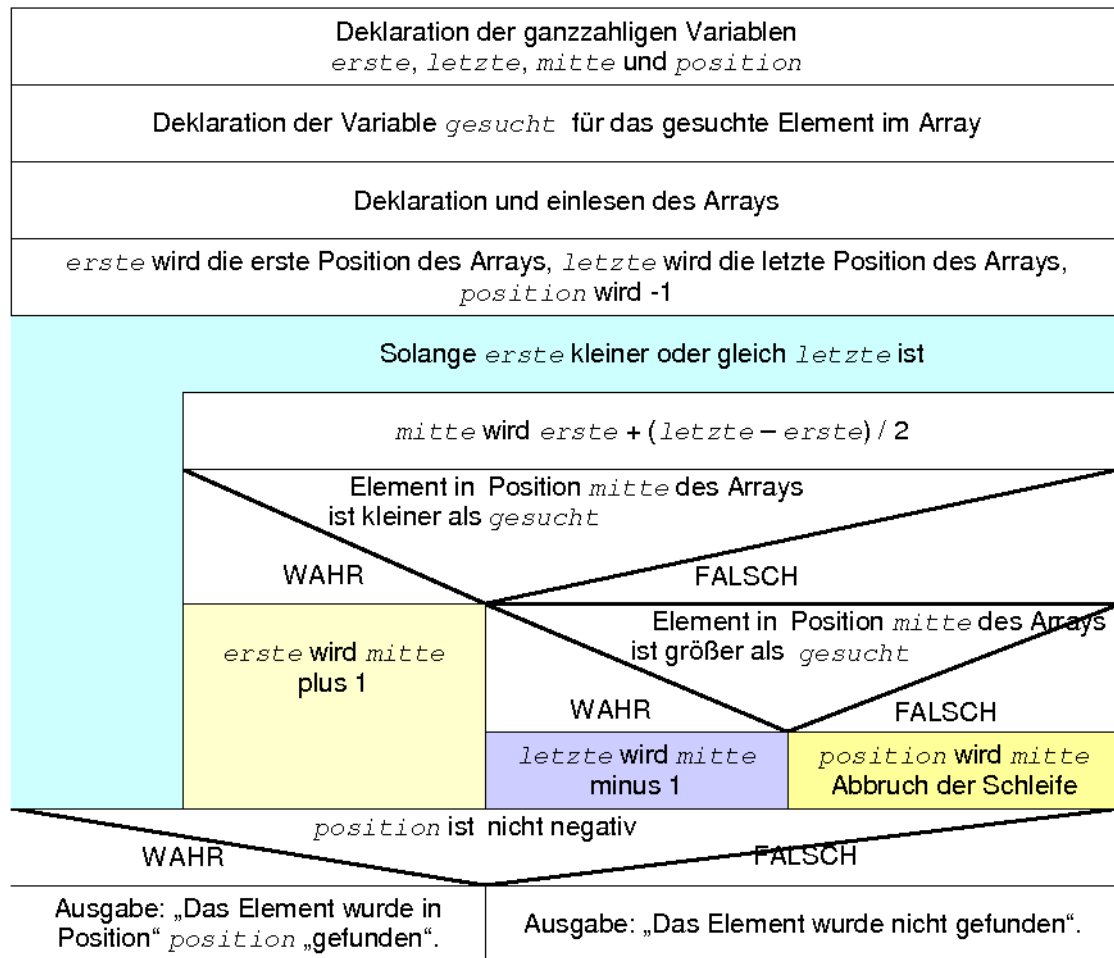 Deklaration der ganzzahligen Variablen
erste, letzte, mitte und position
Deklaration der Variable gesucht für das gesuchte Element im Array
Deklaration und einlesen des Arrays
erste wird die erste Position des Arrays, letzte wird die letzte Position des Arrays,
position wird -1
Solange erste kleiner oder gleich letzte ist
mitte wird erste + (letzte – erste) / 2
Element in Position mitte des Arrays
ist kleiner als gesucht
WAHR
FALSCH
erste wird mitte
plus 1
Element in Position mitte des Arrays
ist größer als gesucht
WAHR
FALSCH
letzte wird mitte
minus 1
position wird mitte
Abbruch der Schleife
position ist nicht negativ
WAHR
FALSCH
Ausgabe: „Das Element wurde in
Position“ position „gefunden“.
Ausgabe: „Das Element wurde nicht gefunden“.